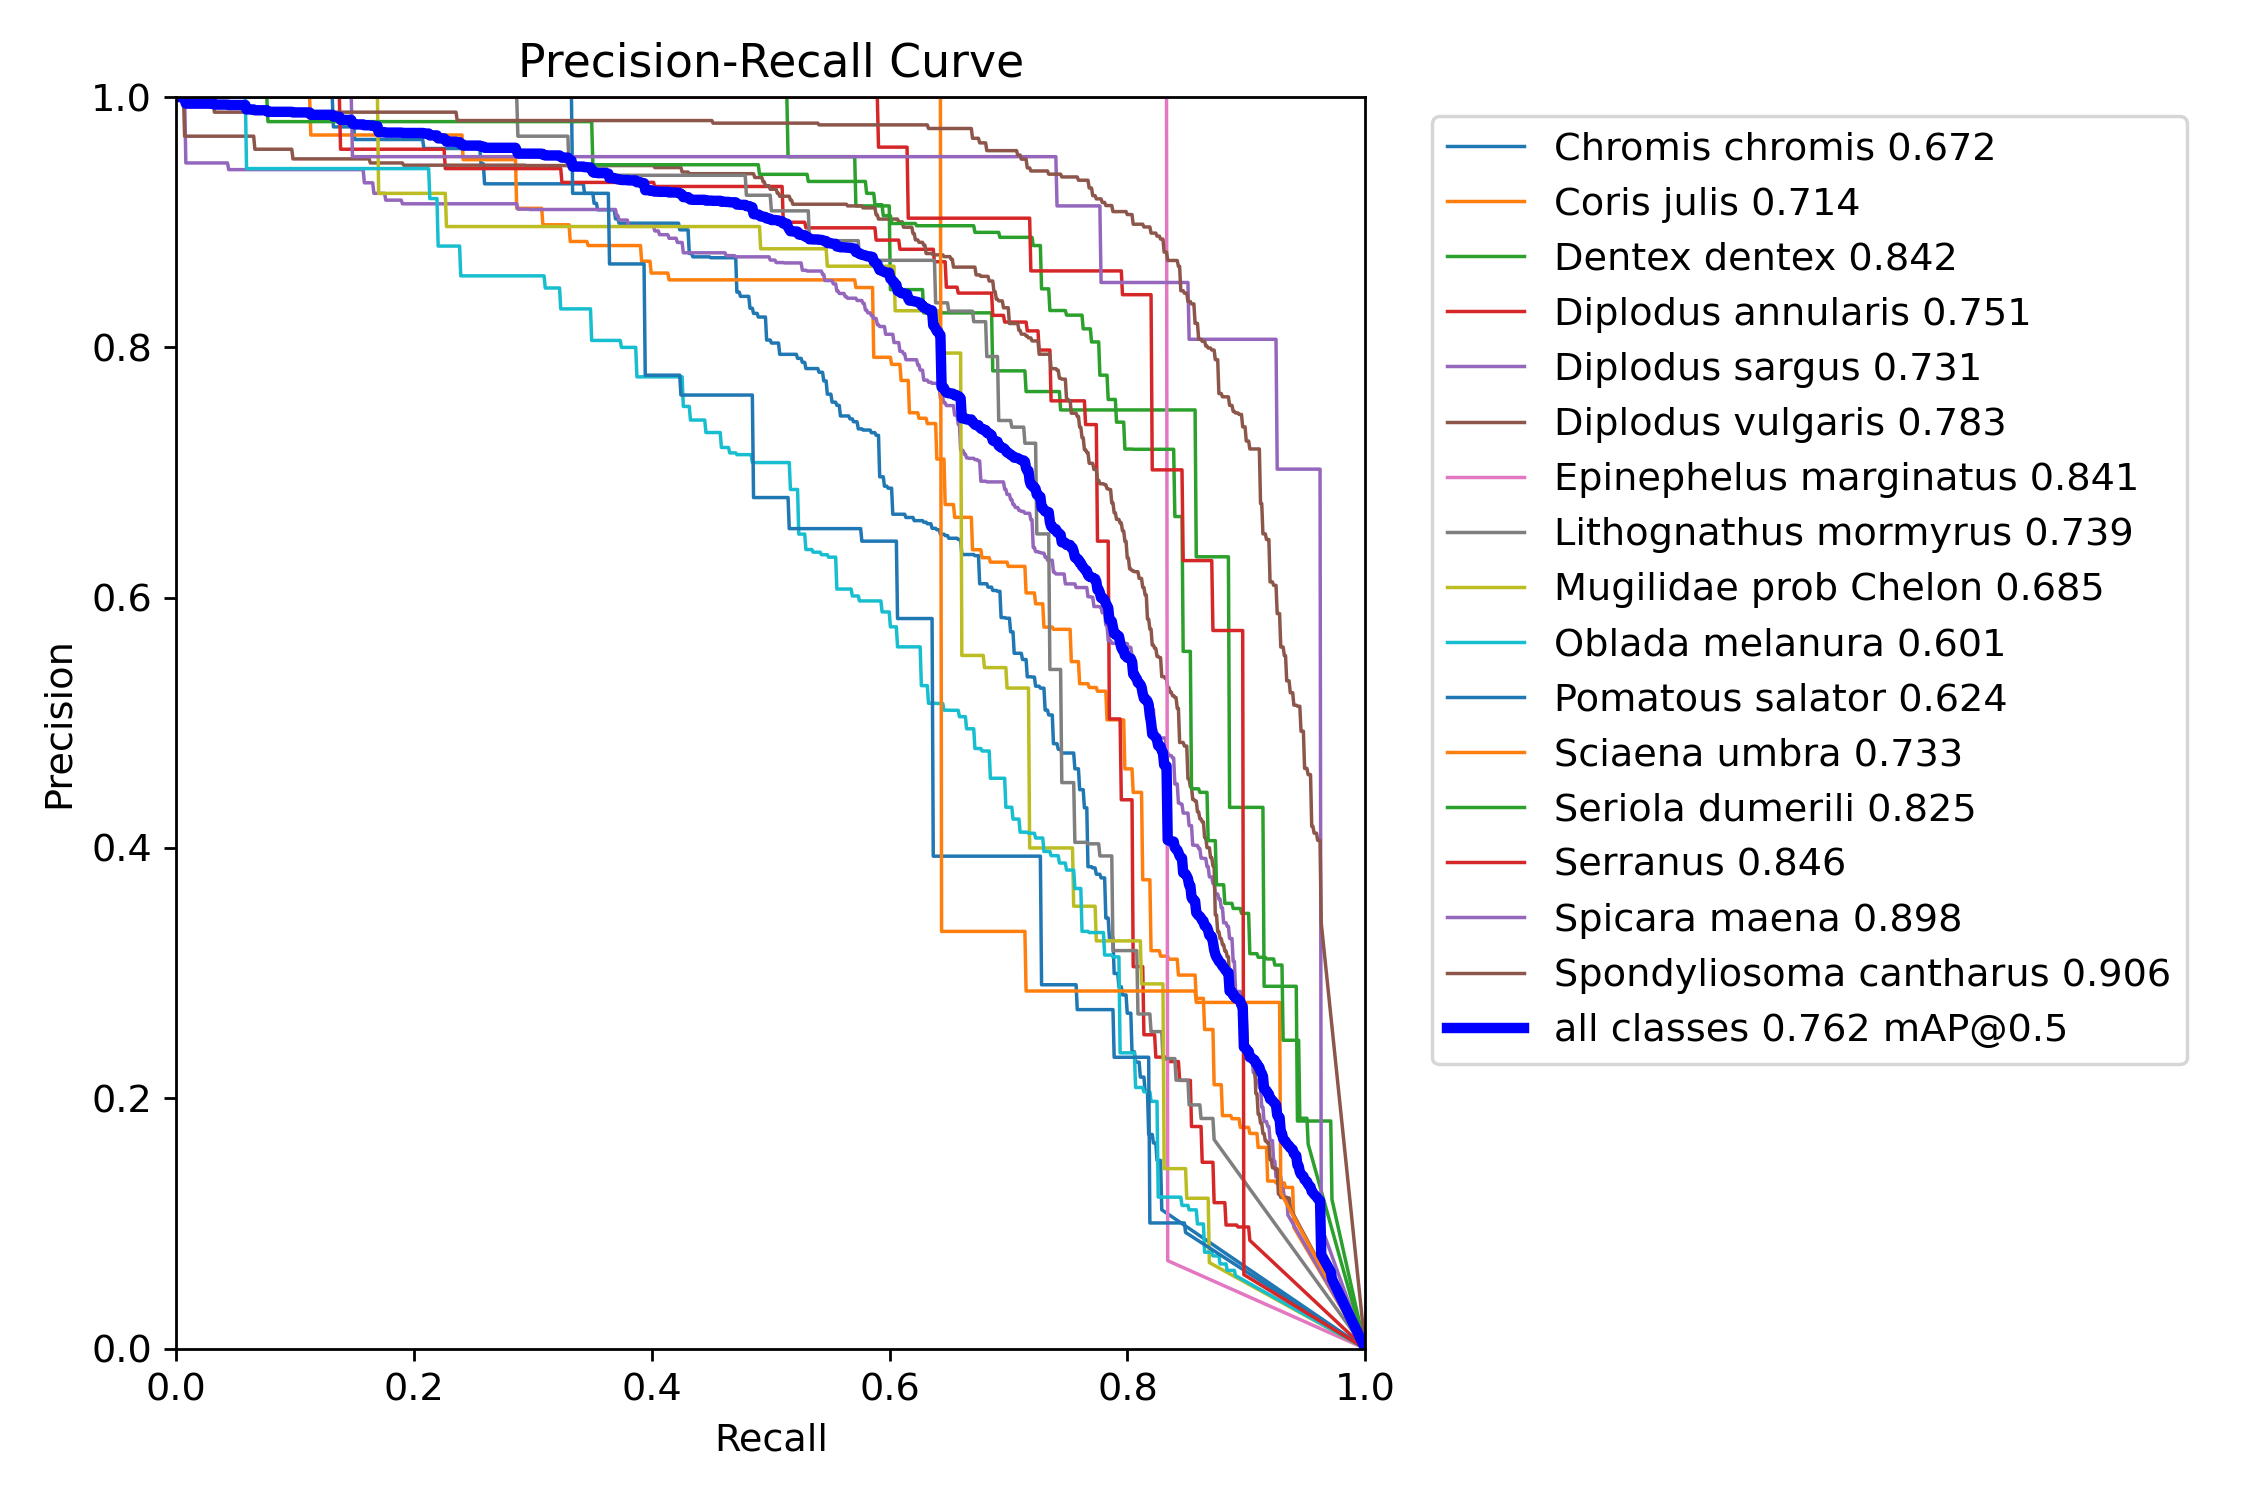 Precision-Recall Curve
1.0
0.8
0.6
0.4
0.2
0.0
Precision
0.0 0.2 0.4 0.6 0.8 1.0
Recall
Chromis chromis 0.672
Coris julis 0.714
Dentex dentex 0.842
Diplodus annularis 0.751
Diplodus sargus 0.731
Diplodus vulgaris 0.783
Epinephelus marginatus 0.841
Lithognathus mormyrus 0.739
Mugilidae prob Chelon 0.685
Oblada melanura 0.601
Pomatous salator 0.624
Sciaena umbra 0.733
Seriola dumerili 0.825
Serranus 0.846
Spicara maena 0.898
Spondyliosoma cantharus 0.906
all classes 0.762 mAP@0.5